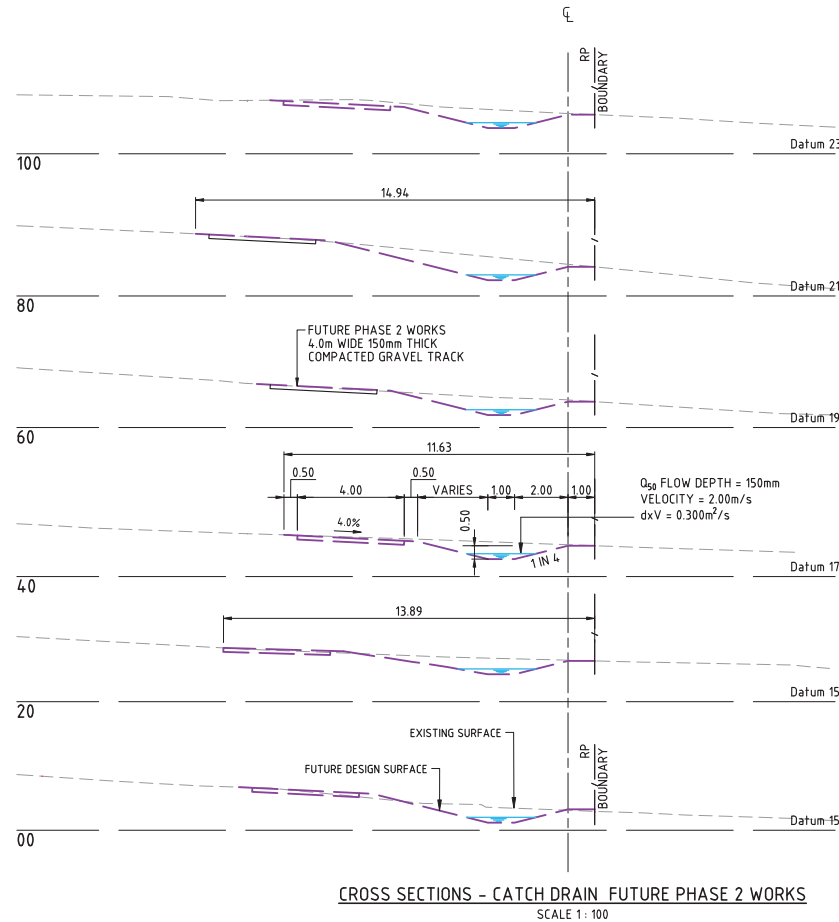 ℄
RP
BOUNDARY
Datum 23
100
14.94
Datum 21
80
FUTURE PHASE 2 WORKS
4.0m WIDE 150mm THICK
COMPACTED GRAVEL TRACK
Datum 19
60
11.63
0.50
4.00
0.50
VARIES
1.00
2.00
1.00
Q₅₀ FLOW DEPTH = 150mm
VELOCITY = 2.00m/s
dxV = 0.300m²/s
4.0%
0.50
1 IN 4
Datum 17
40
13.89
Datum 15
20
EXISTING SURFACE
FUTURE DESIGN SURFACE
RP
BOUNDARY
Datum 15
00
CROSS SECTIONS - CATCH DRAIN FUTURE PHASE 2 WORKS
SCALE 1 : 100